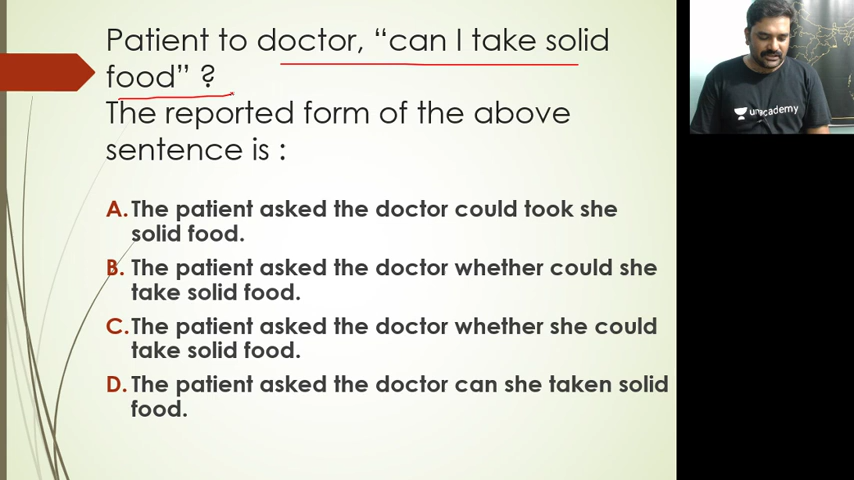 Patient to doctor, “can I take solid
food” ?
The reported form of the above
sentence is :
A. The patient asked the doctor could took she
solid food.
B. The patient asked the doctor whether could she
take solid food.
C. The patient asked the doctor whether she could
take solid food.
D. The patient asked the doctor can she taken solid
food.
unacademy